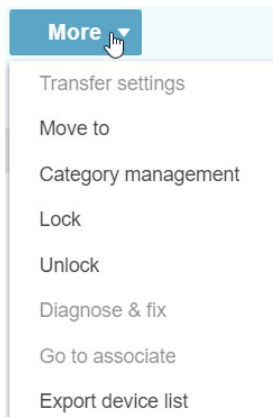 More
Transfer settings
Move to
Category management
Lock
Unlock
Diagnose & fix
Go to associate
Export device list